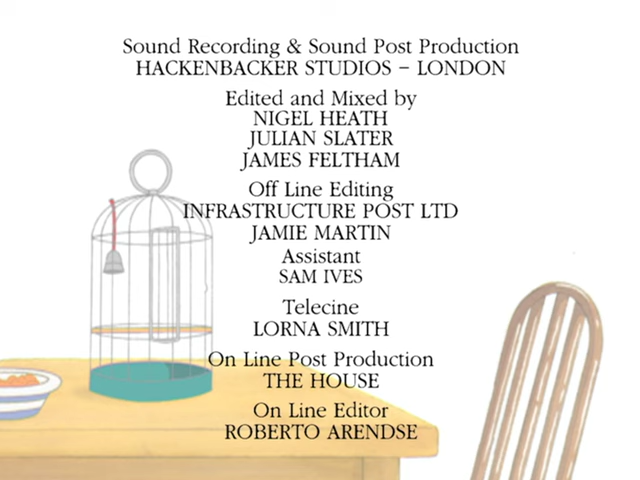 Sound Recording & Sound Post Production
HACKENBACKER STUDIOS – LONDON
Edited and Mixed by
NIGEL HEATH
JULIAN SLATER
JAMES FELTHAM
Off Line Editing
INFRASTRUCTURE POST LTD
JAMIE MARTIN
Assistant
SAM IVES
Telecine
LORNA SMITH
On Line Post Production
THE HOUSE
On Line Editor
ROBERTO ARENDSE